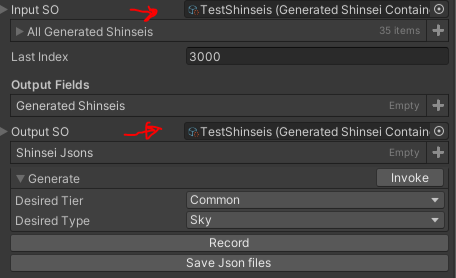 Input SO TestShinseis (Generated Shinsei Contain
All Generated Shinseis 35 items
Last Index 3000
Output Fields
Generated Shinseis Empty
Output SO TestShinseis (Generated Shinsei Contain
Shinsei Jsons Empty
Generate Invoke
Desired Tier Common
Desired Type Sky
Record
Save Json files